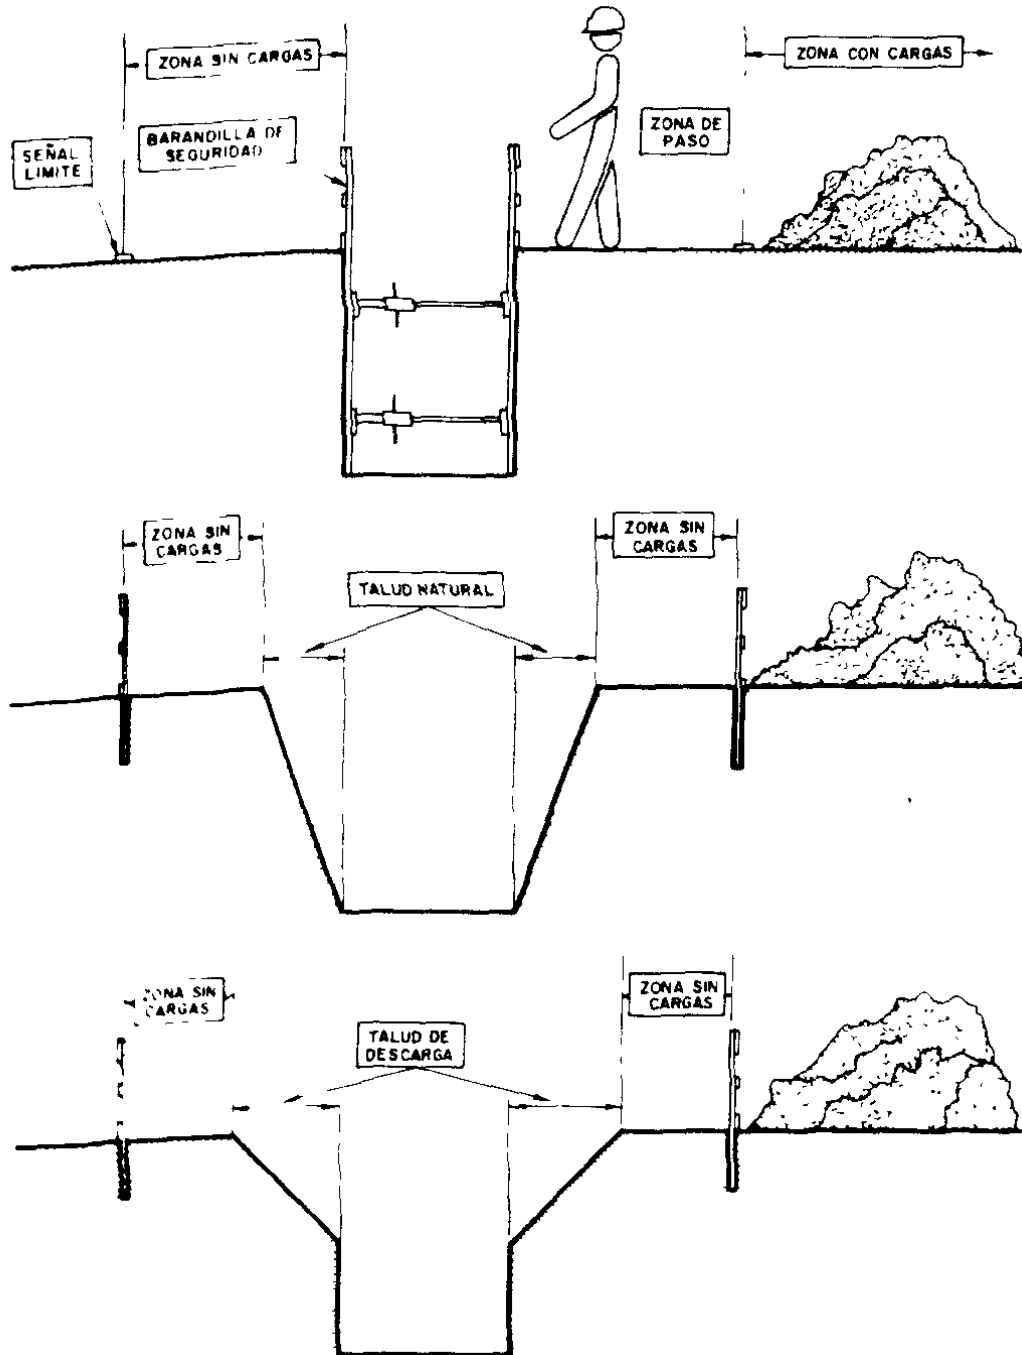 ZONA SIN CARGAS
ZONA CON CARGAS
BARANDILLA DE
SEGURIDAD
ZONA DE
PASO
SEÑAL
LIMITE
ZONA SIN
CARGAS
ZONA SIN
CARGAS
TALUD NATURAL
ZONA SIN
CARGAS
ZONA SIN
CARGAS
TALUD DE
DESCARGA